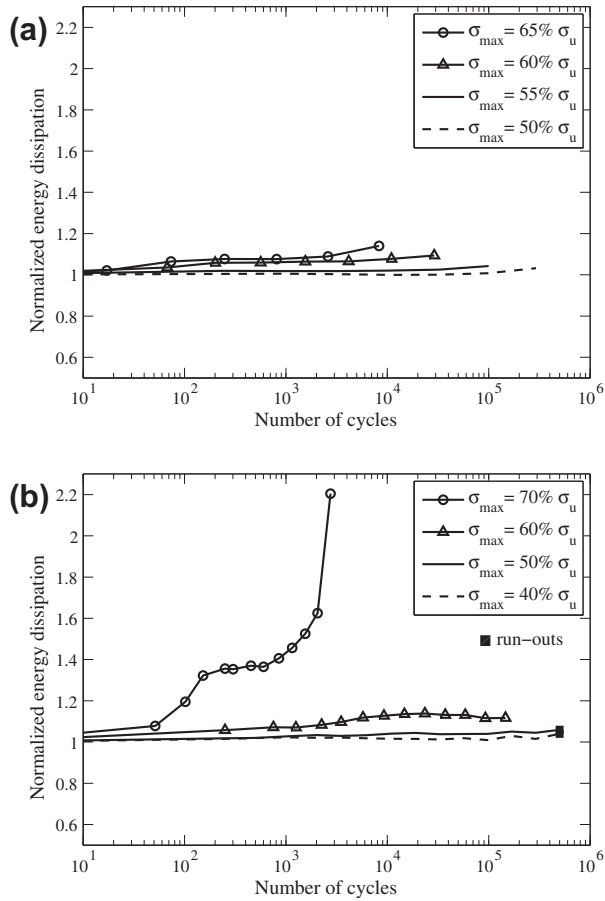 (a)
2.2
2
1.8
1.6
1.4
1.2
1
0.8
0.6
Normalized energy dissipation
σmax= 65% σu
σmax= 60% σu
σmax= 55% σu
σmax= 50% σu
10^1 10^2 10^3 10^4 10^5 10^6
Number of cycles
(b)
2.2
2
1.8
1.6
1.4
1.2
1
0.8
0.6
Normalized energy dissipation
σmax= 70% σu
σmax= 60% σu
σmax= 50% σu
σmax= 40% σu
run−outs
10^1 10^2 10^3 10^4 10^5 10^6
Number of cycles